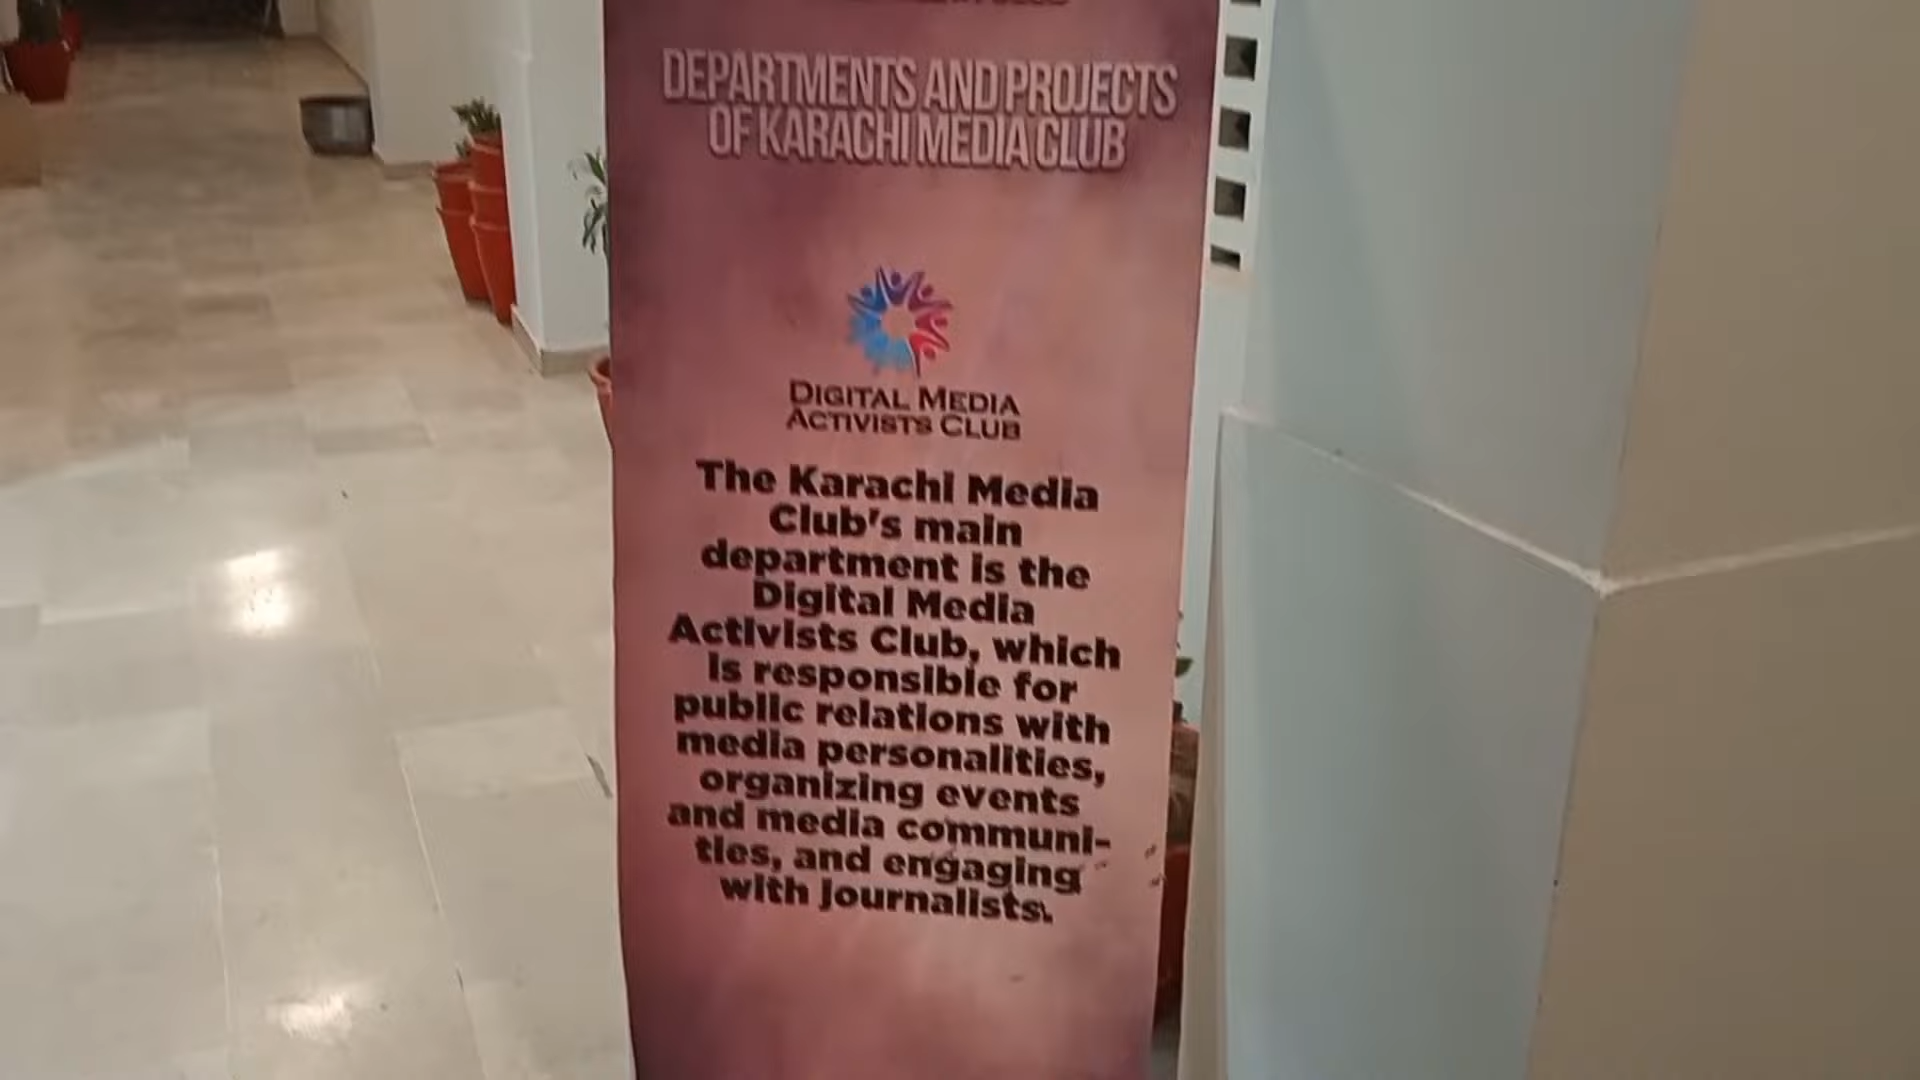 DEPARTMENTS AND PROJECTS
OF KARACHI MEDIA CLUB
DIGITAL MEDIA
ACTIVISTS CLUB
The Karachi Media
Club's main
department is the
Digital Media
Activists Club, which
is responsible for
public relations with
media personalities,
organizing events
and media communi-
ties, and engaging
with journalists.